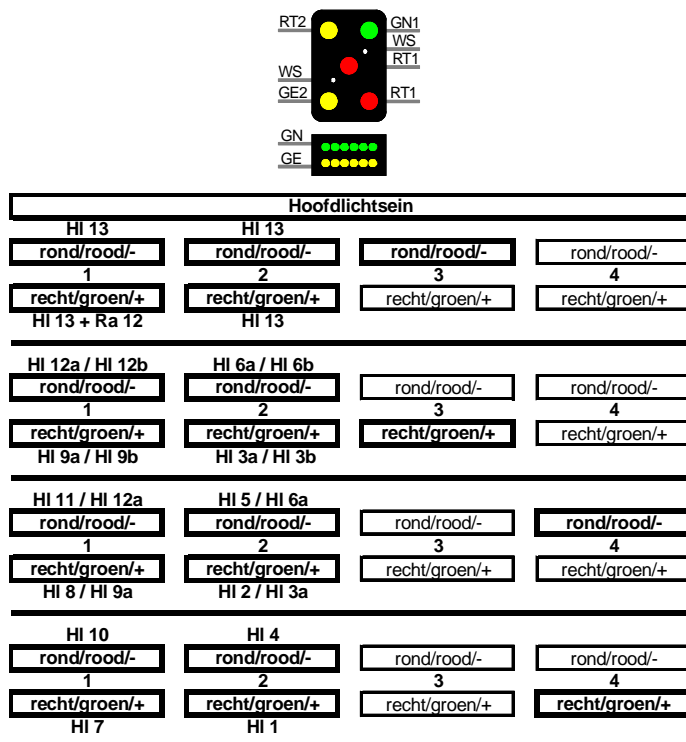 RT2 GN1
WS
RT1
WS
GE2 RT1
GN
GE
Hoofdlichtsein
Hl 13 Hl 13
rond/rood/- rond/rood/- rond/rood/- rond/rood/-
1 2 3 4
recht/groen/+ recht/groen/+ recht/groen/+ recht/groen/+
Hl 13 + Ra 12 Hl 13
Hl 12a / Hl 12b Hl 6a / Hl 6b
rond/rood/- rond/rood/- rond/rood/- rond/rood/-
1 2 3 4
recht/groen/+ recht/groen/+ recht/groen/+ recht/groen/+
Hl 9a / Hl 9b Hl 3a / Hl 3b
Hl 11 / Hl 12a Hl 5 / Hl 6a
rond/rood/- rond/rood/- rond/rood/- rond/rood/-
1 2 3 4
recht/groen/+ recht/groen/+ recht/groen/+ recht/groen/+
Hl 8 / Hl 9a Hl 2 / Hl 3a
Hl 10 Hl 4
rond/rood/- rond/rood/- rond/rood/- rond/rood/-
1 2 3 4
recht/groen/+ recht/groen/+ recht/groen/+ recht/groen/+
Hl 7 Hl 1